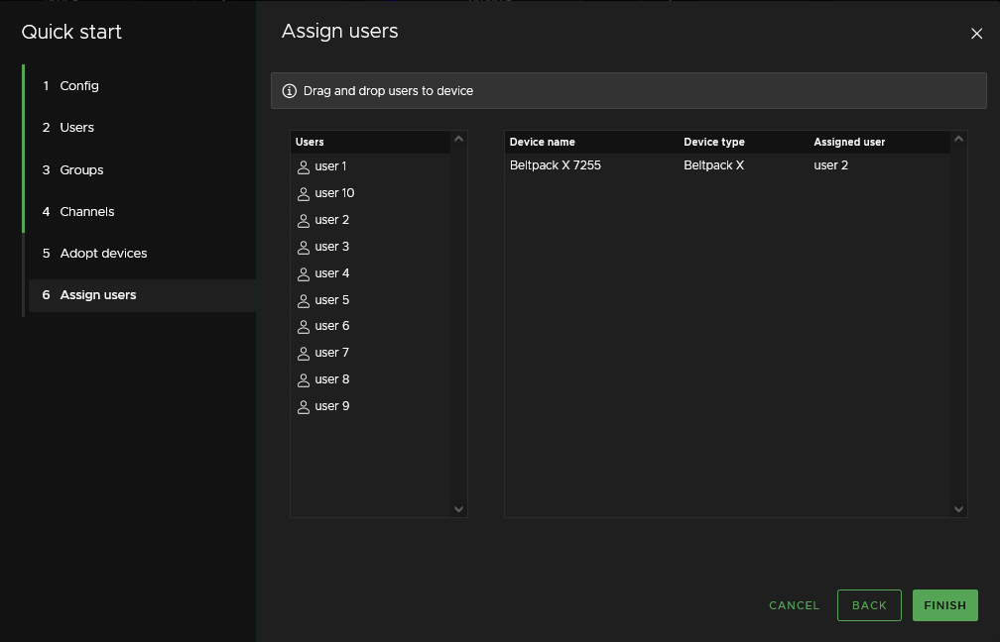 Quick start
1 Config
2 Users
3 Groups
4 Channels
5 Adopt devices
6 Assign users
Assign users
Drag and drop users to device
Users
user 1
user 10
user 2
user 3
user 4
user 5
user 6
user 7
user 8
user 9
Device name Device type Assigned user
Beltpack X 7255 Beltpack X user 2
CANCEL BACK FINISH